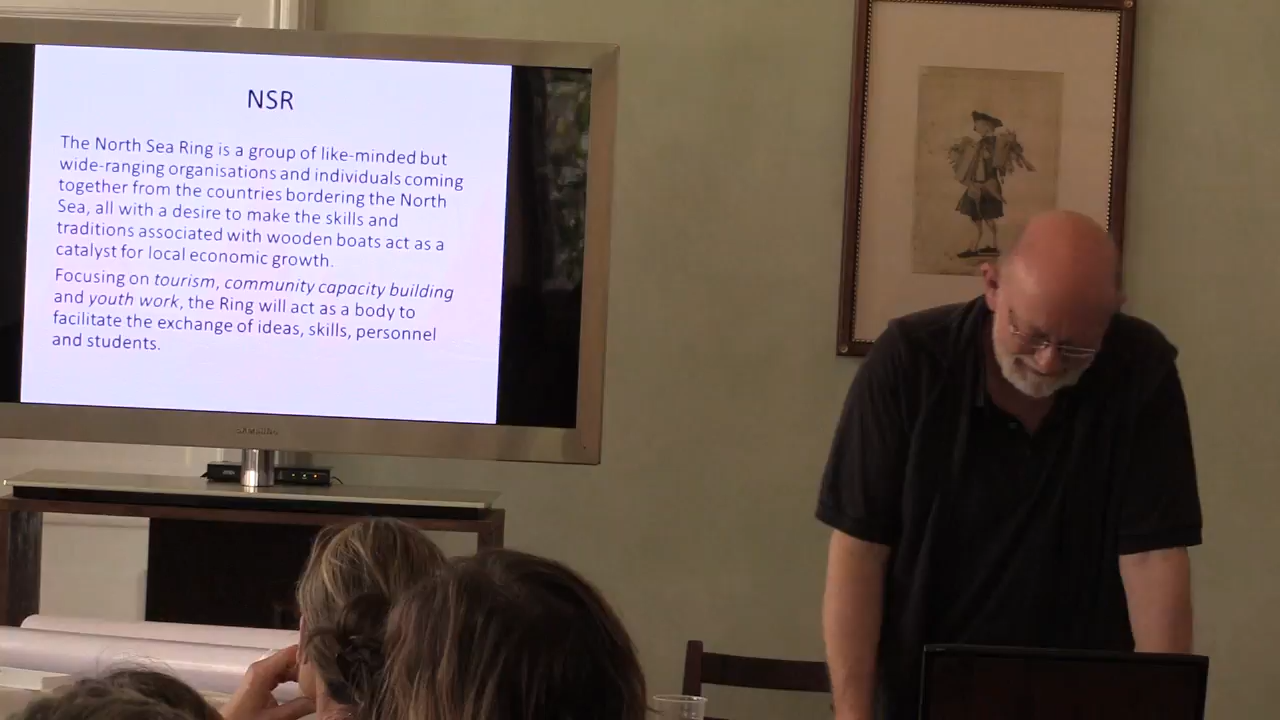 NSR
The North Sea Ring is a group of like-minded but
wide-ranging organisations and individuals coming
together from the countries bordering the North
Sea, all with a desire to make the skills and
traditions associated with wooden boats act as a
catalyst for local economic growth.
Focusing on tourism, community capacity building
and youth work, the Ring will act as a body to
facilitate the exchange of ideas, skills, personnel
and students.
SAMSUNG